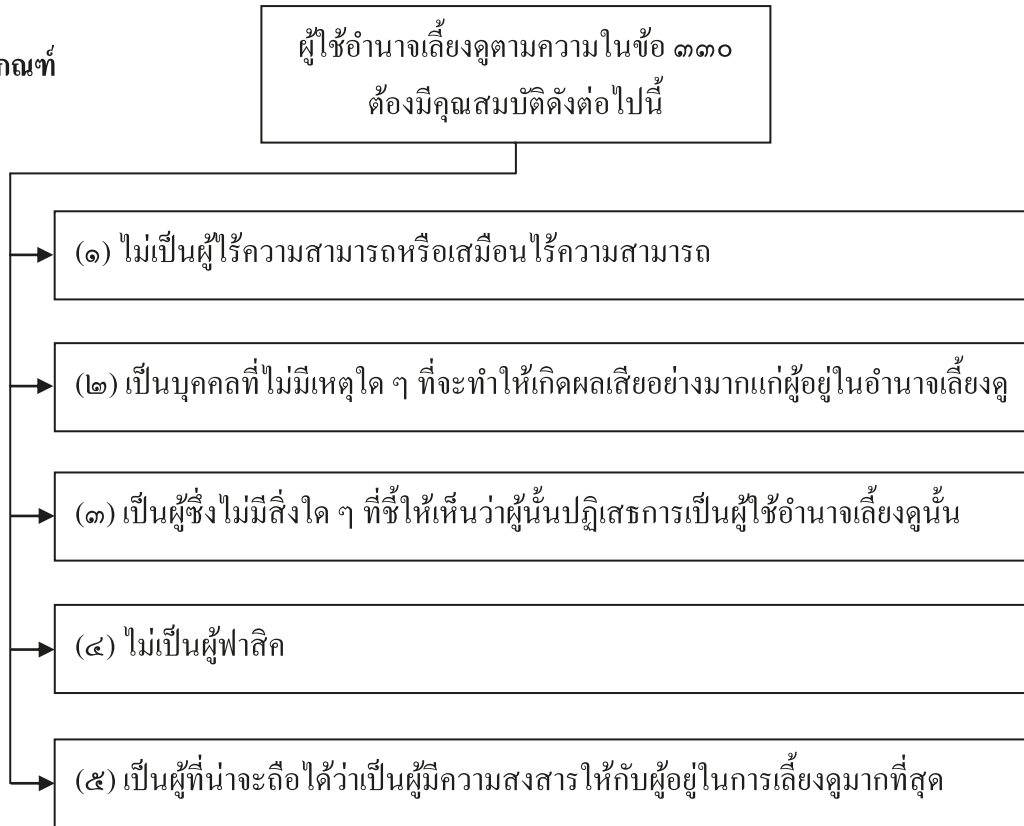 ผู้ใช้อำนาจเลี้ยงดูตามความในข้อ ๓๓๐
ต้องมีคุณสมบัติดังต่อไปนี้
(๑) ไม่เป็นผู้ไร้ความสามารถหรือเสมือนไร้ความสามารถ
(๒) เป็นบุคคลที่ไม่มีเหตุใด ๆ ที่จะทำให้เกิดผลเสียอย่างมากแก่ผู้อยู่ในอำนาจเลี้ยงดู
(๓) เป็นผู้ซึ่งไม่มีสิ่งใด ๆ ที่ชี้ให้เห็นว่าผู้นั้นปฏิเสธการเป็นผู้ใช้อำนาจเลี้ยงดูนั้น
(๔) ไม่เป็นผู้ฟาสิค
(๕) เป็นผู้ที่น่าจะถือได้ว่าเป็นผู้มีความสงสารให้กับผู้อยู่ในการเลี้ยงดูมากที่สุด